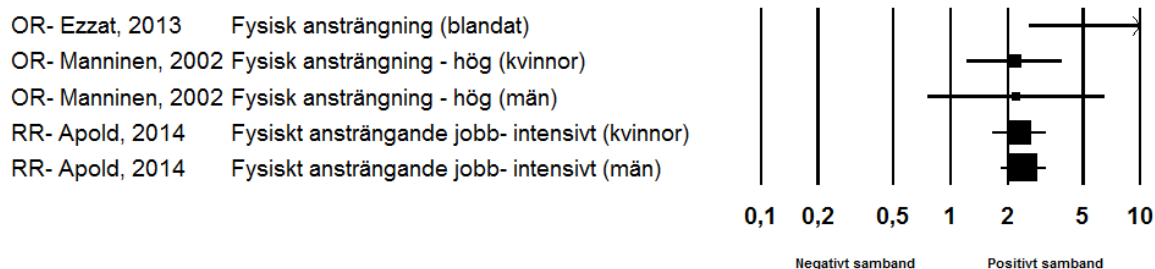 OR- Ezzat, 2013 Fysisk ansträngning (blandat)
OR- Manninen, 2002 Fysisk ansträngning - hög (kvinnor)
OR- Manninen, 2002 Fysisk ansträngning - hög (män)
RR- Apold, 2014 Fysiskt ansträngande jobb- intensivt (kvinnor)
RR- Apold, 2014 Fysiskt ansträngande jobb- intensivt (män)
0,1 0,2 0,5 1 2 5 10
Negativt samband Positivt samband